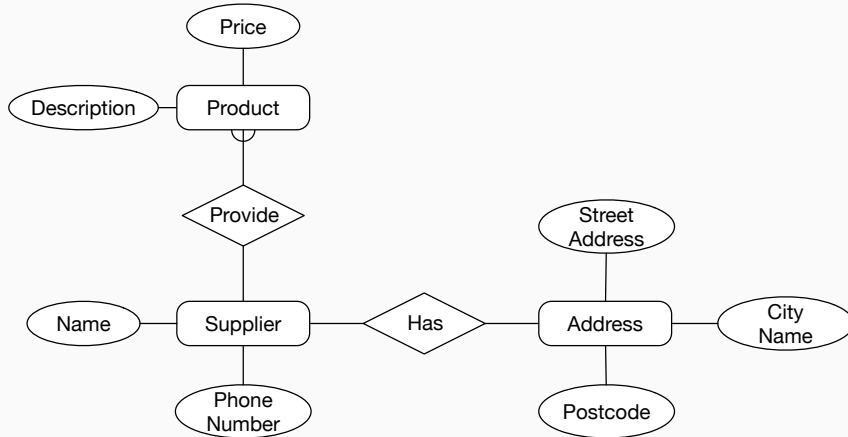 Price
Description
Product
Provide
Street
Address
Name
Supplier
Has
Address
City
Name
Phone
Number
Postcode